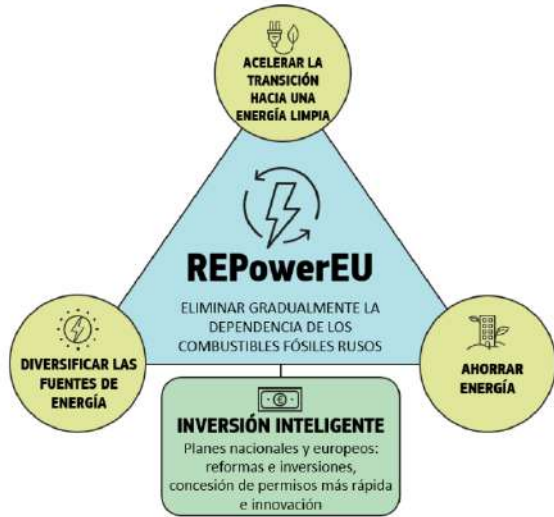 ACELERAR LA
TRANSICIÓN
HACIA UNA
ENERGÍA LIMPIA
REPowerEU
ELIMINAR GRADUALMENTE LA
DEPENDENCIA DE LOS
COMBUSTIBLES FÓSILES RUSOS
DIVERSIFICAR LAS
FUENTES DE
ENERGÍA
AHORRAR
ENERGÍA
€
INVERSIÓN INTELIGENTE
Planes nacionales y europeos:
reformas e inversiones,
concesión de permisos más rápida
e innovación